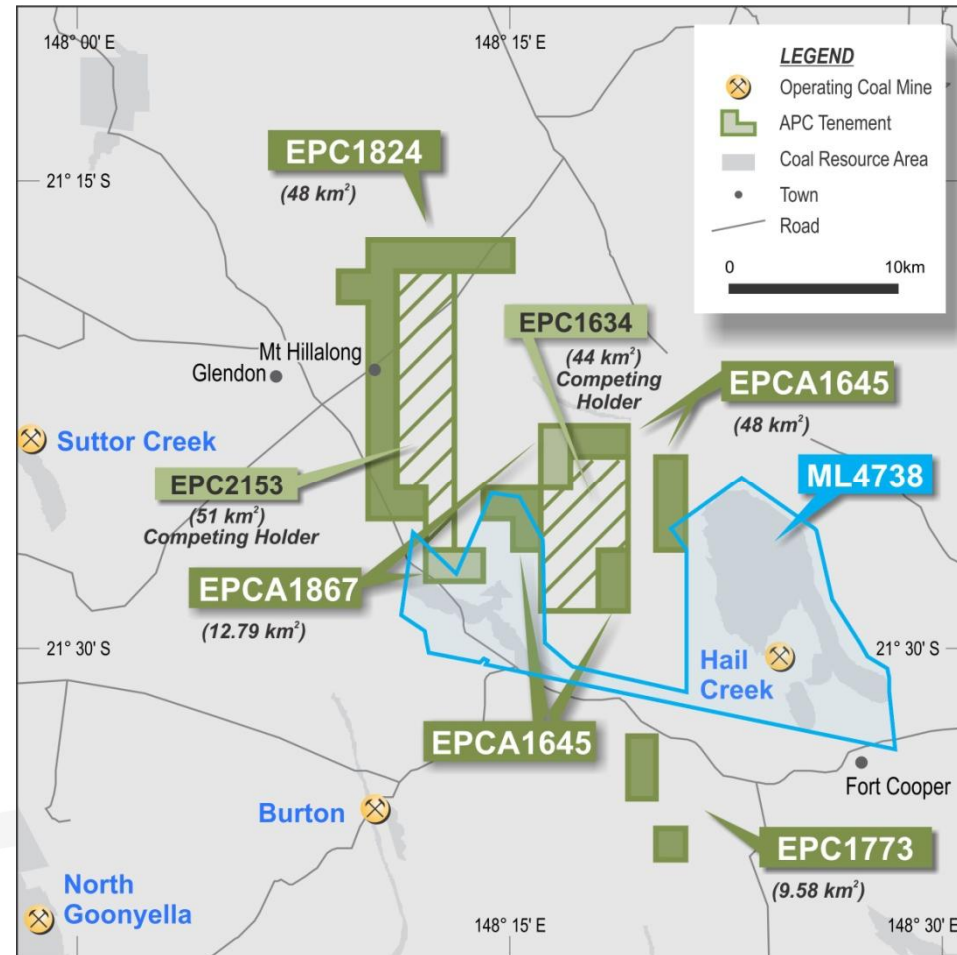 148° 00' E
148° 15' E
LEGEND
Operating Coal Mine
APC Tenement
Coal Resource Area
Town
Road
0
10km
21° 15' S
EPC1824
(48 km²)
EPC1634
(44 km²)
Competing
Holder
Mt Hillalong
Glendon
EPCA1645
(48 km²)
Suttor Creek
ML4738
EPC2153
(51 km²)
Competing Holder
EPCA1867
(12.79 km²)
21° 30' S
21° 30' S
Hail
Creek
EPCA1645
Fort Cooper
Burton
EPC1773
(9.58 km²)
North
Goonyella
148° 15' E
148° 30' E